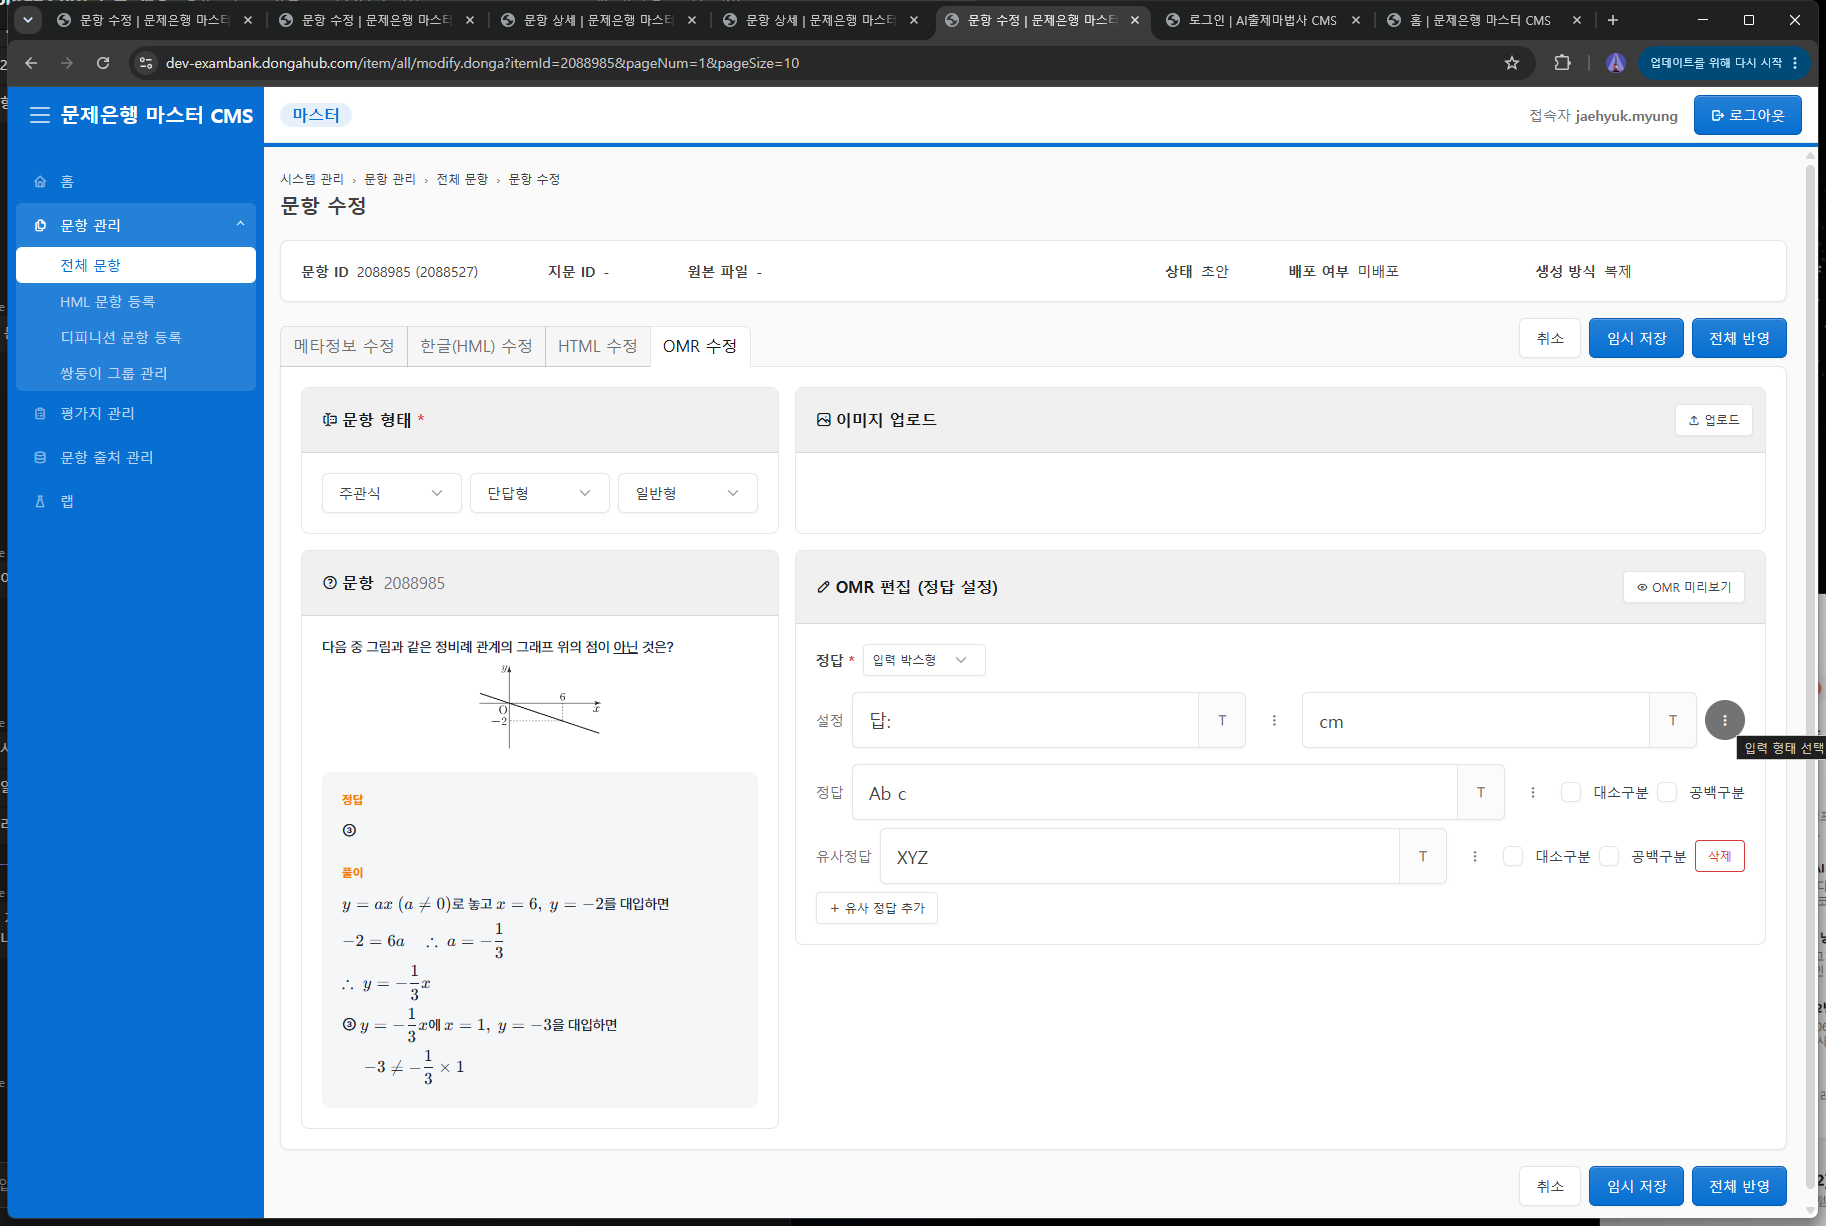 문항 수정 | 문제은행 마스터
문항 수정 | 문제은행 마스터
문항 상세 | 문제은행 마스터
문항 상세 | 문제은행 마스터
문항 수정 | 문제은행 마스터
로그인 | AI출제마법사 CMS
홈 | 문제은행 마스터 CMS
dev-exambank.dongahub.com/item/all/modify.donga?itemId=2088985&pageNum=1&pageSize=10
업데이트를 위해 다시 시작
문제은행 마스터 CMS
마스터
접속자 jaehyuk.myung
로그아웃
홈
문항 관리
전체 문항
HML 문항 등록
디피니션 문항 등록
쌍둥이 그룹 관리
평가지 관리
문항 출처 관리
랩
시스템 관리 › 문항 관리 › 전체 문항 › 문항 수정
문항 수정
문항 ID 2088985 (2088527)
지문 ID -
원본 파일 -
상태 초안
배포 여부 미배포
생성 방식 복제
메타정보 수정
한글(HML) 수정
HTML 수정
OMR 수정
취소
임시 저장
전체 반영
문항 형태 *
주관식
단답형
일반형
이미지 업로드
업로드
문항 2088985
다음 중 그림과 같은 정비례 관계의 그래프 위의 점이 아닌 것은?
y
6
O
x
−2
정답
③
풀이
y = ax (a ≠ 0)로 놓고 x = 6, y = −2를 대입하면
−2 = 6a ∴ a = −1/3
∴ y = −1/3x
③ y = −1/3x에 x = 1, y = −3을 대입하면
−3 ≠ −1/3 × 1
OMR 편집 (정답 설정)
OMR 미리보기
정답 * 입력 박스형
설정 답: T cm T
입력 형태 선택
정답 Ab c T 대소구분 공백구분
유사정답 XYZ T 대소구분 공백구분 삭제
+ 유사 정답 추가
취소
임시 저장
전체 반영